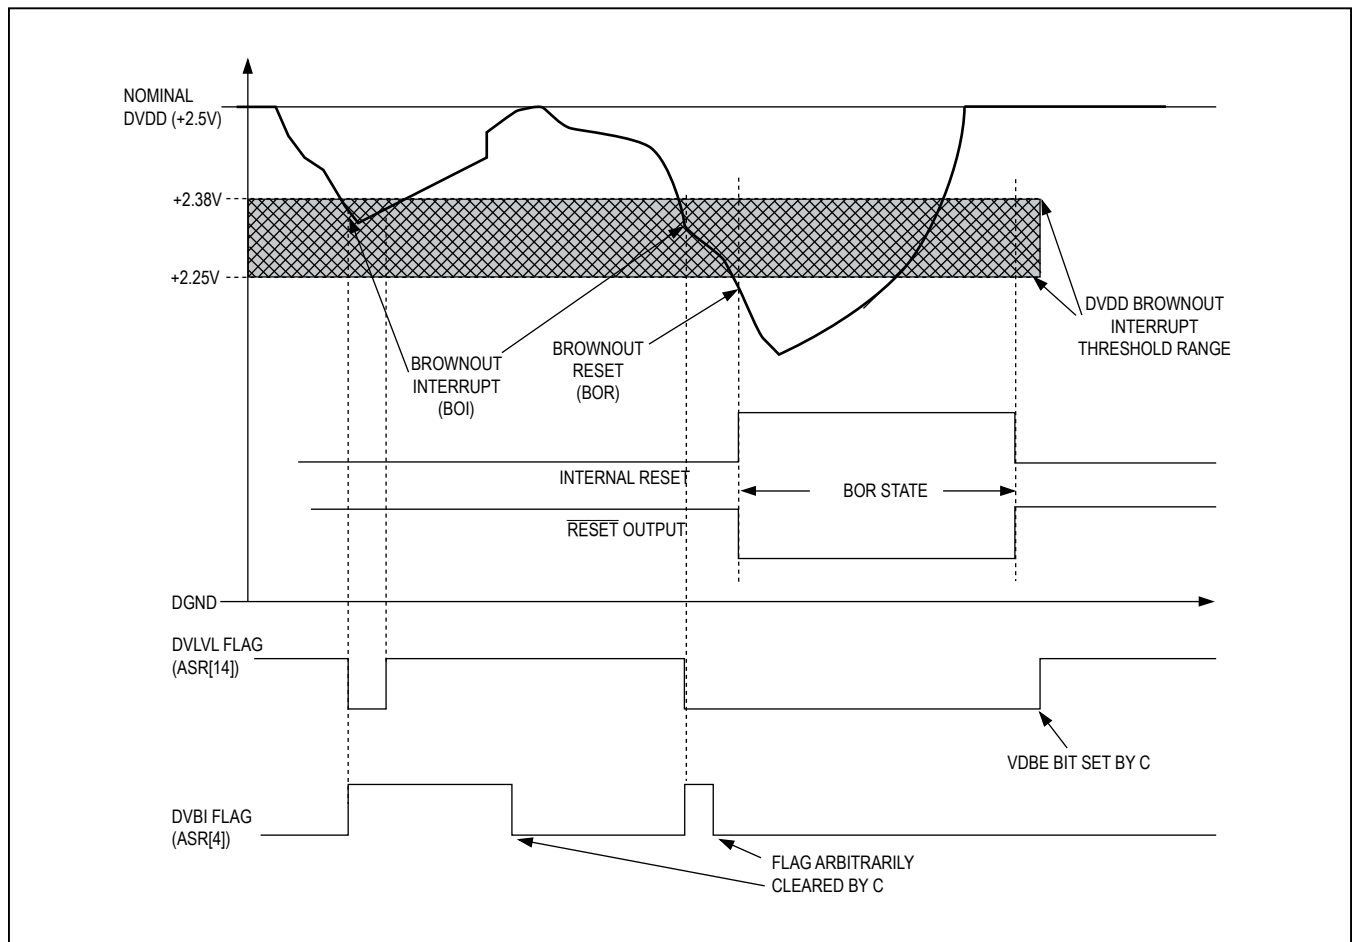 NOMINAL
DVDD (+2.5V)
+2.38V
+2.25V
DVDD BROWNOUT
INTERRUPT
THRESHOLD RANGE
BROWNOUT
INTERRUPT
(BOI)
BROWNOUT
RESET
(BOR)
INTERNAL RESET
BOR STATE
RESET OUTPUT
DGND
DVLVL FLAG
(ASR[14])
VDBE BIT SET BY C
DVBI FLAG
(ASR[4])
FLAG ARBITRARILY
CLEARED BY C